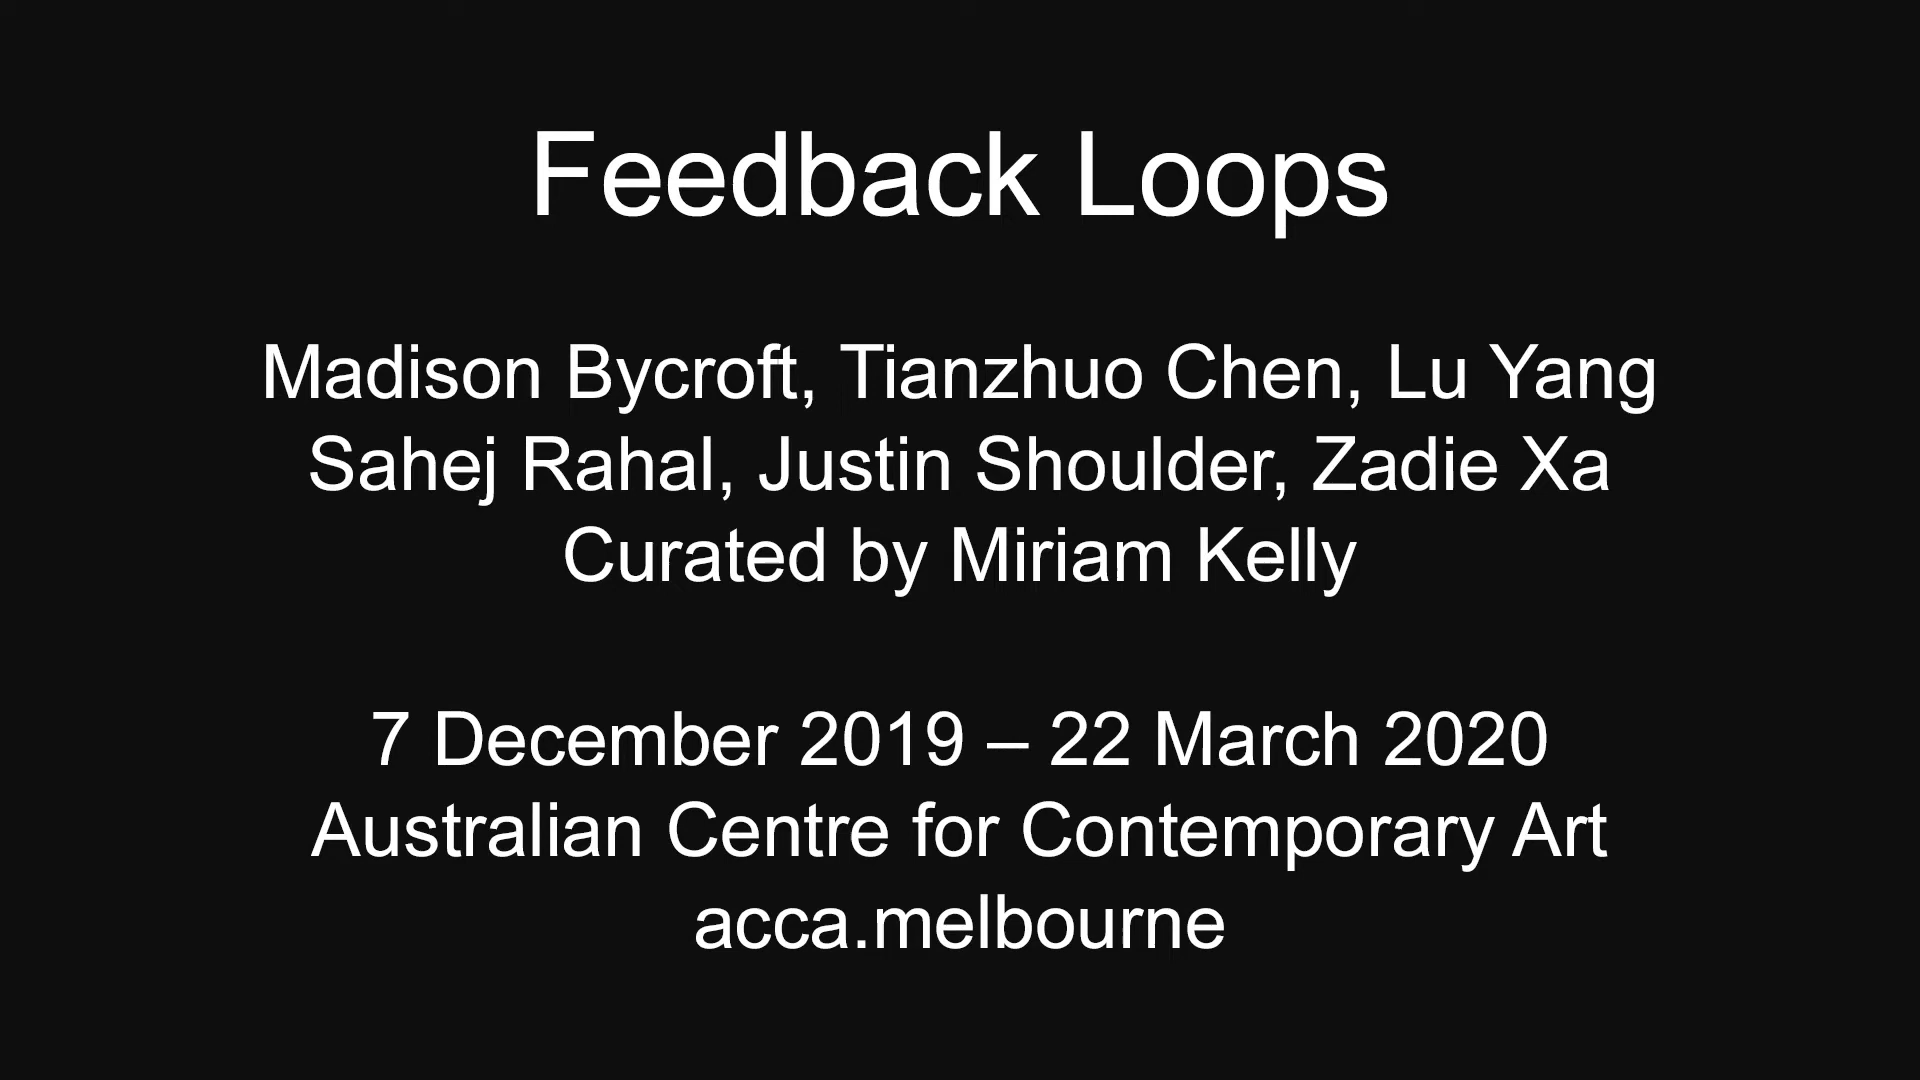 Feedback Loops
Madison Bycroft, Tianzhuo Chen, Lu Yang
Sahej Rahal, Justin Shoulder, Zadie Xa
Curated by Miriam Kelly
7 December 2019 – 22 March 2020
Australian Centre for Contemporary Art
acca.melbourne